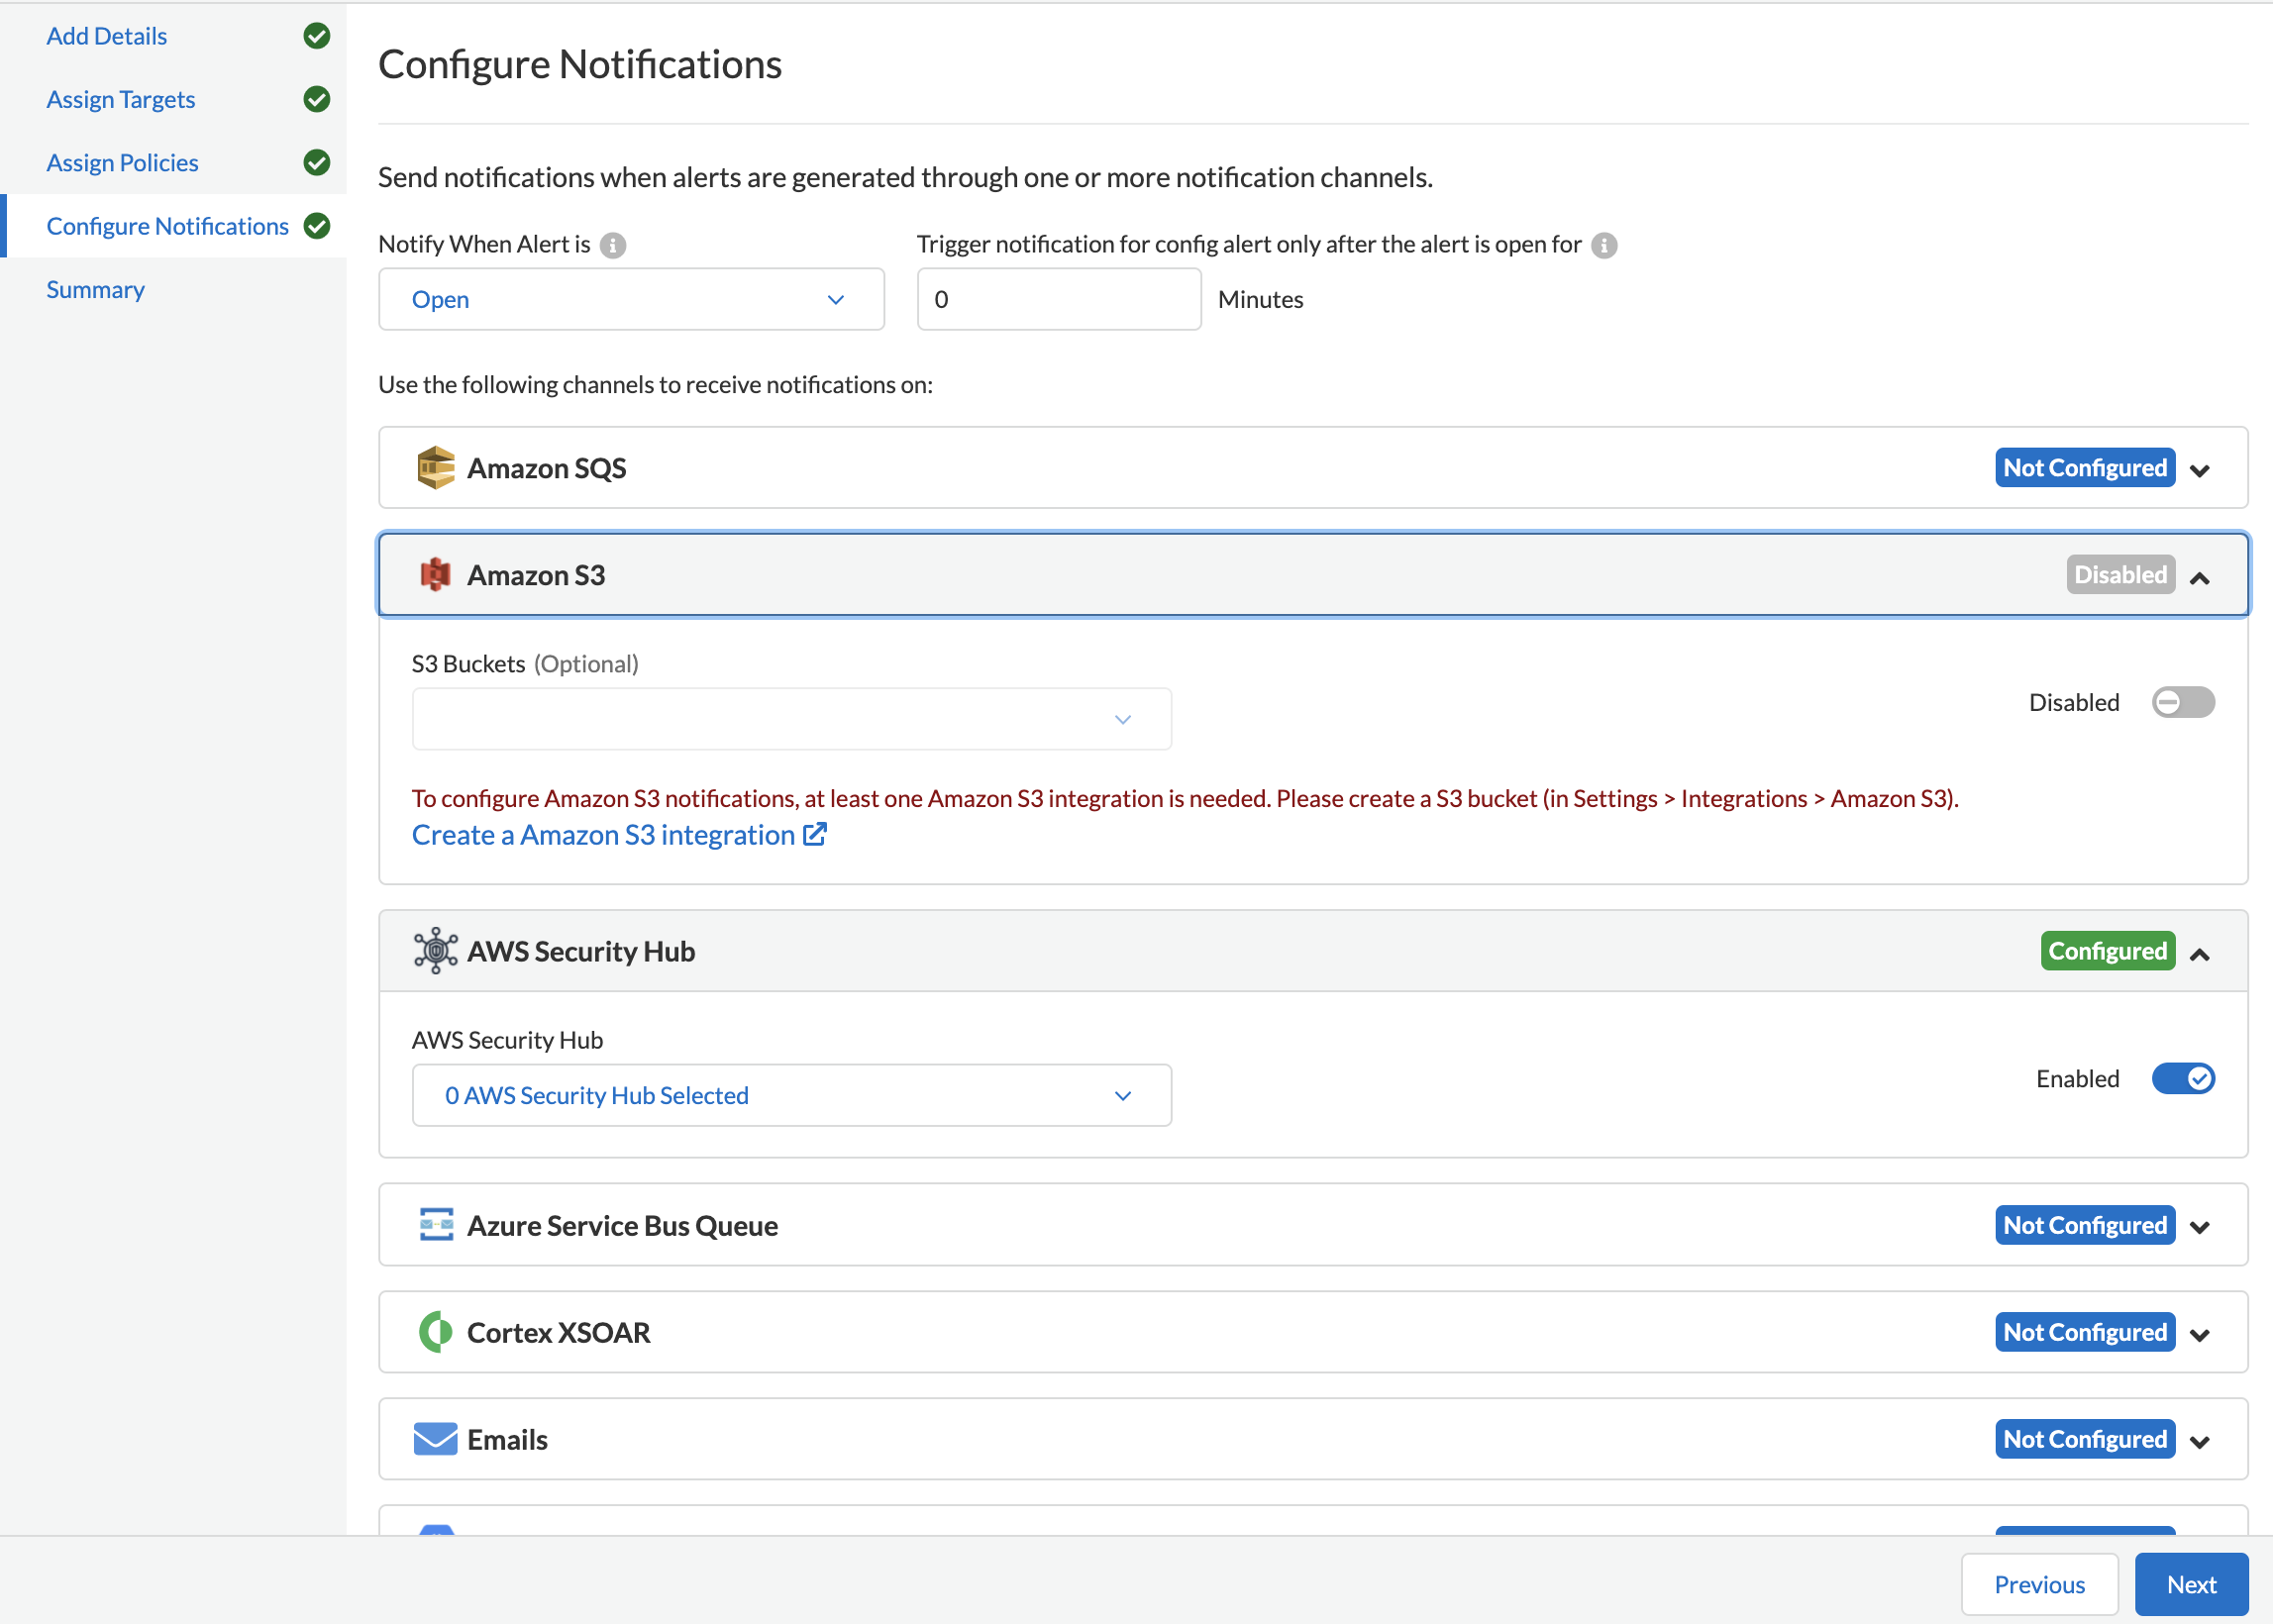 Add Details
Assign Targets
Assign Policies
Configure Notifications
Summary
Configure Notifications
Send notifications when alerts are generated through one or more notification channels.
Notify When Alert is
Trigger notification for config alert only after the alert is open for
Open
0
Minutes
Use the following channels to receive notifications on:
Amazon SQS
Not Configured
Amazon S3
Disabled
S3 Buckets (Optional)
Disabled
To configure Amazon S3 notifications, at least one Amazon S3 integration is needed. Please create a S3 bucket (in Settings > Integrations > Amazon S3).
Create a Amazon S3 integration
AWS Security Hub
Configured
AWS Security Hub
0 AWS Security Hub Selected
Enabled
Azure Service Bus Queue
Not Configured
Cortex XSOAR
Not Configured
Emails
Not Configured
Previous
Next